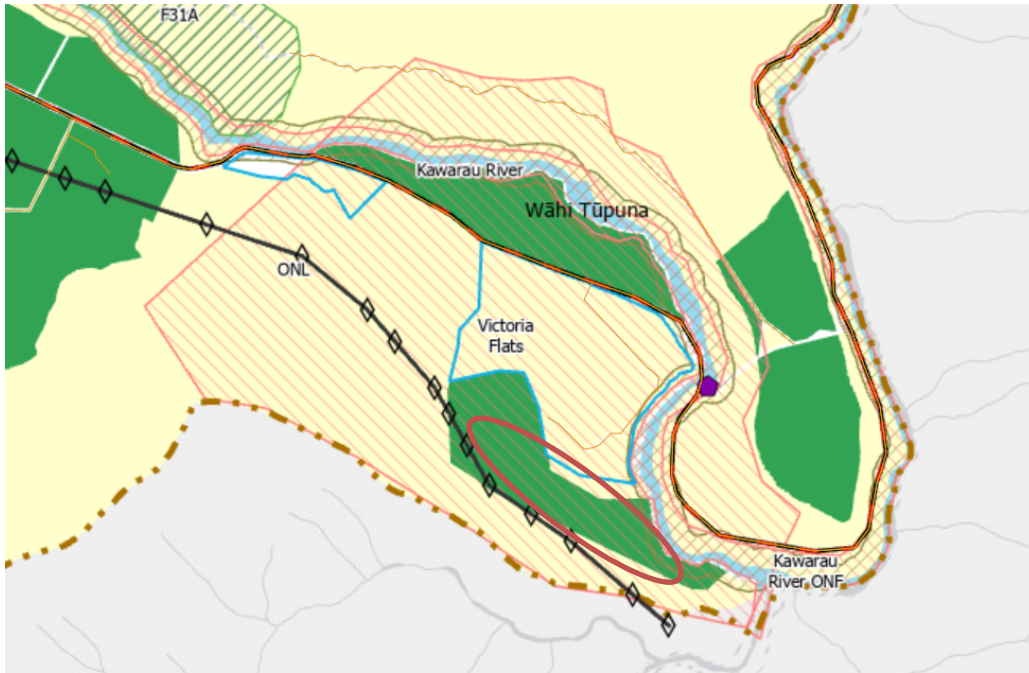 F31A
Kawarau River
Wāhi Tūpuna
ONL
Victoria
Flats
Kawarau
River ONF